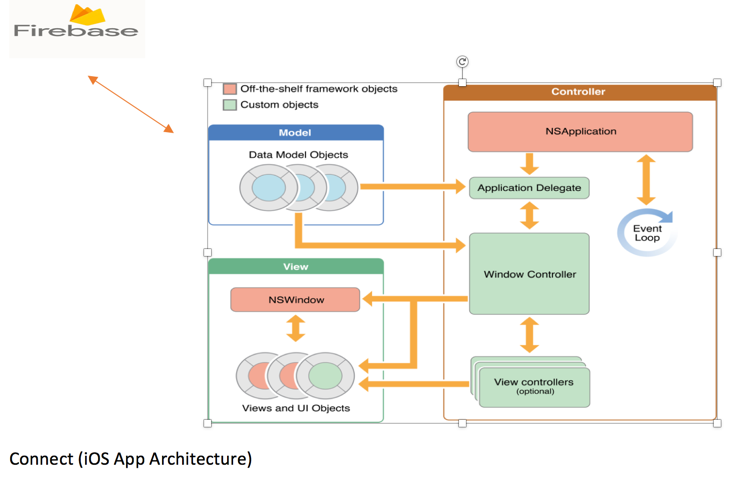 Firebase
Off-the-shelf framework objects
Custom objects
Model
Data Model Objects
View
NSWindow
Views and UI Objects
Controller
NSApplication
Application Delegate
Event
Loop
Window Controller
View controllers
(optional)
Connect (iOS App Architecture)